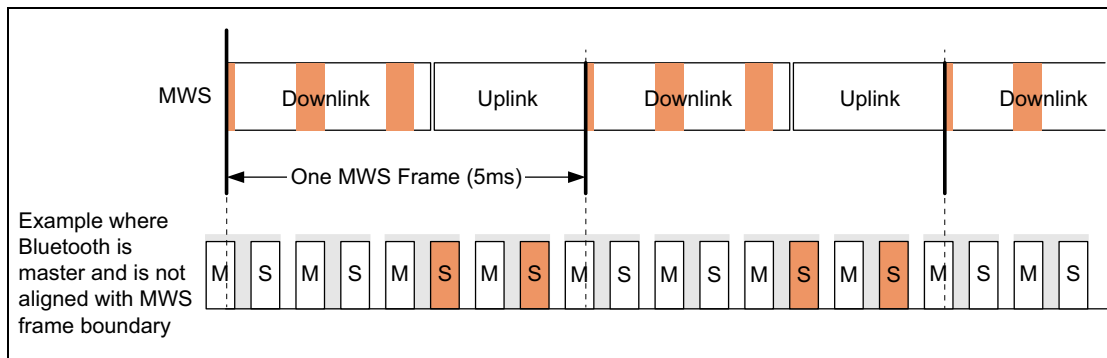 MWS
Downlink
Uplink
Downlink
Uplink
Downlink
One MWS Frame (5ms)
Example where
Bluetooth is
master and is not
aligned with MWS
frame boundary
M S M S M S M S M S M S M S M S M S M S